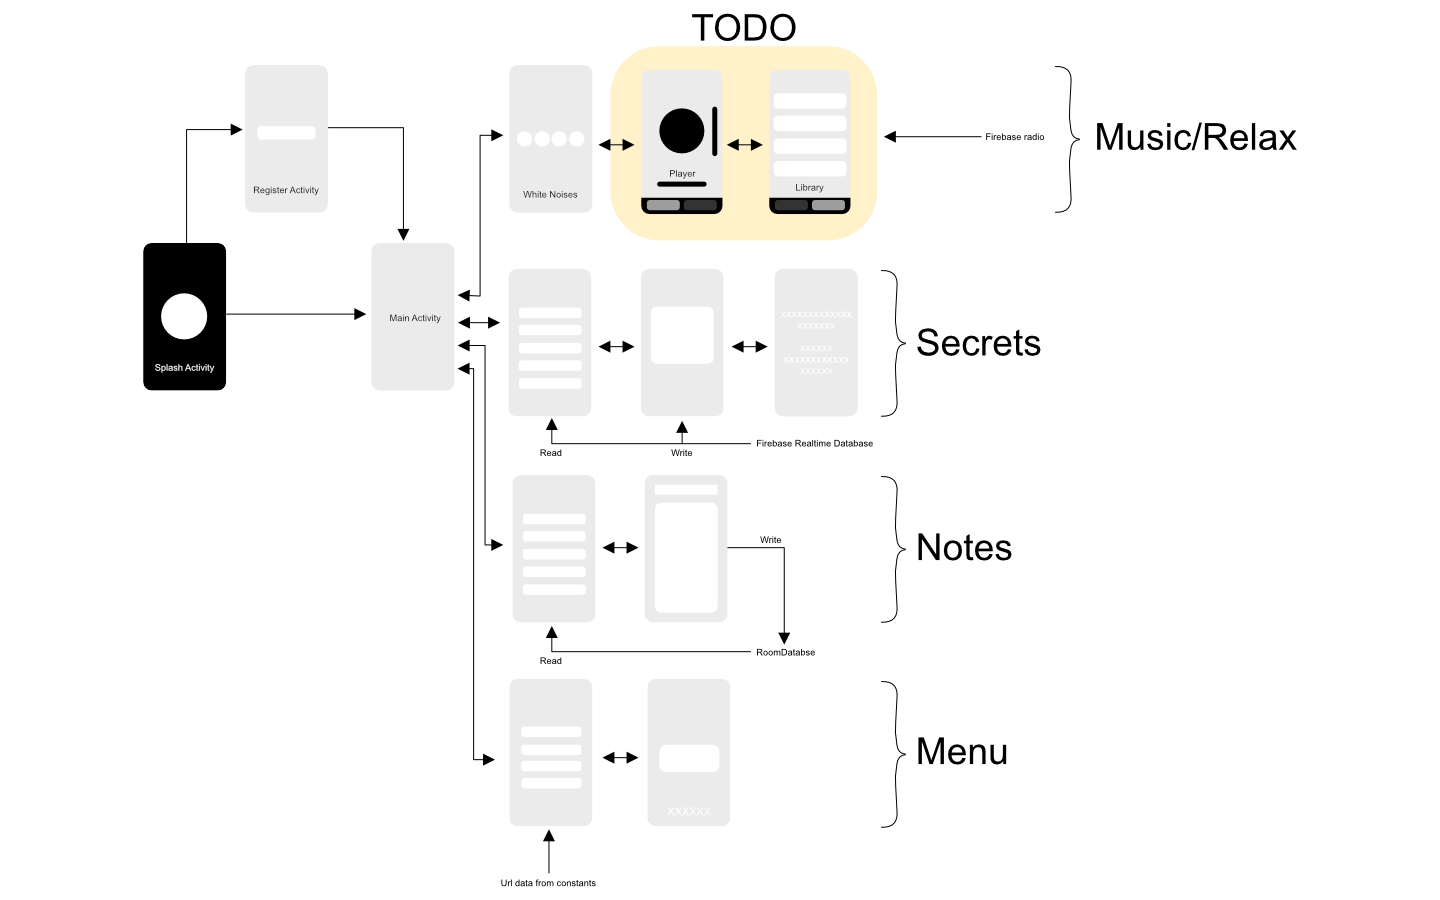 TODO
Register Activity
White Noises
Player
Library
Firebase radio
Music/Relax
Splash Activity
Main Activity
XXXXXXXXXXXXX
XXXXXXX
XXXXXX
XXXXXXXXXXXX
XXXXXX
Secrets
Read
Write
Firebase Realtime Database
Notes
Write
Read
RoomDatabse
Menu
XXXXXX
Url data from constants